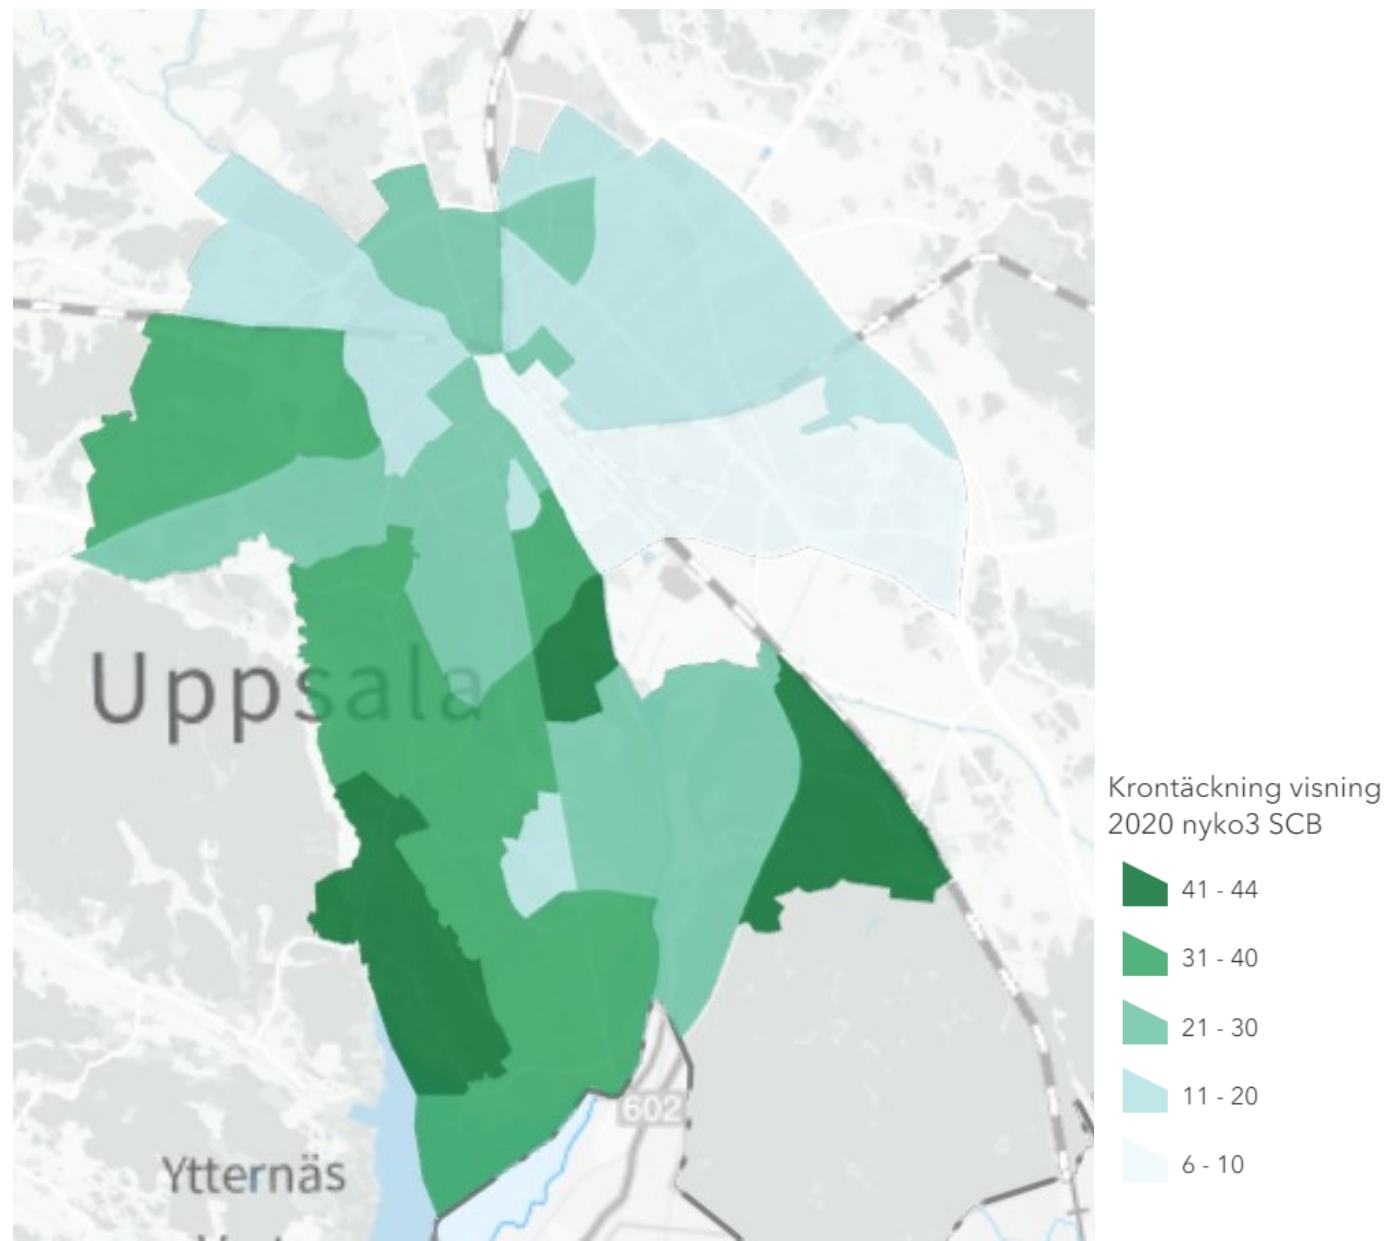 Uppsala
602
Ytternäs
Krontäckning visning
2020 nyko3 SCB
41 - 44
31 - 40
21 - 30
11 - 20
6 - 10